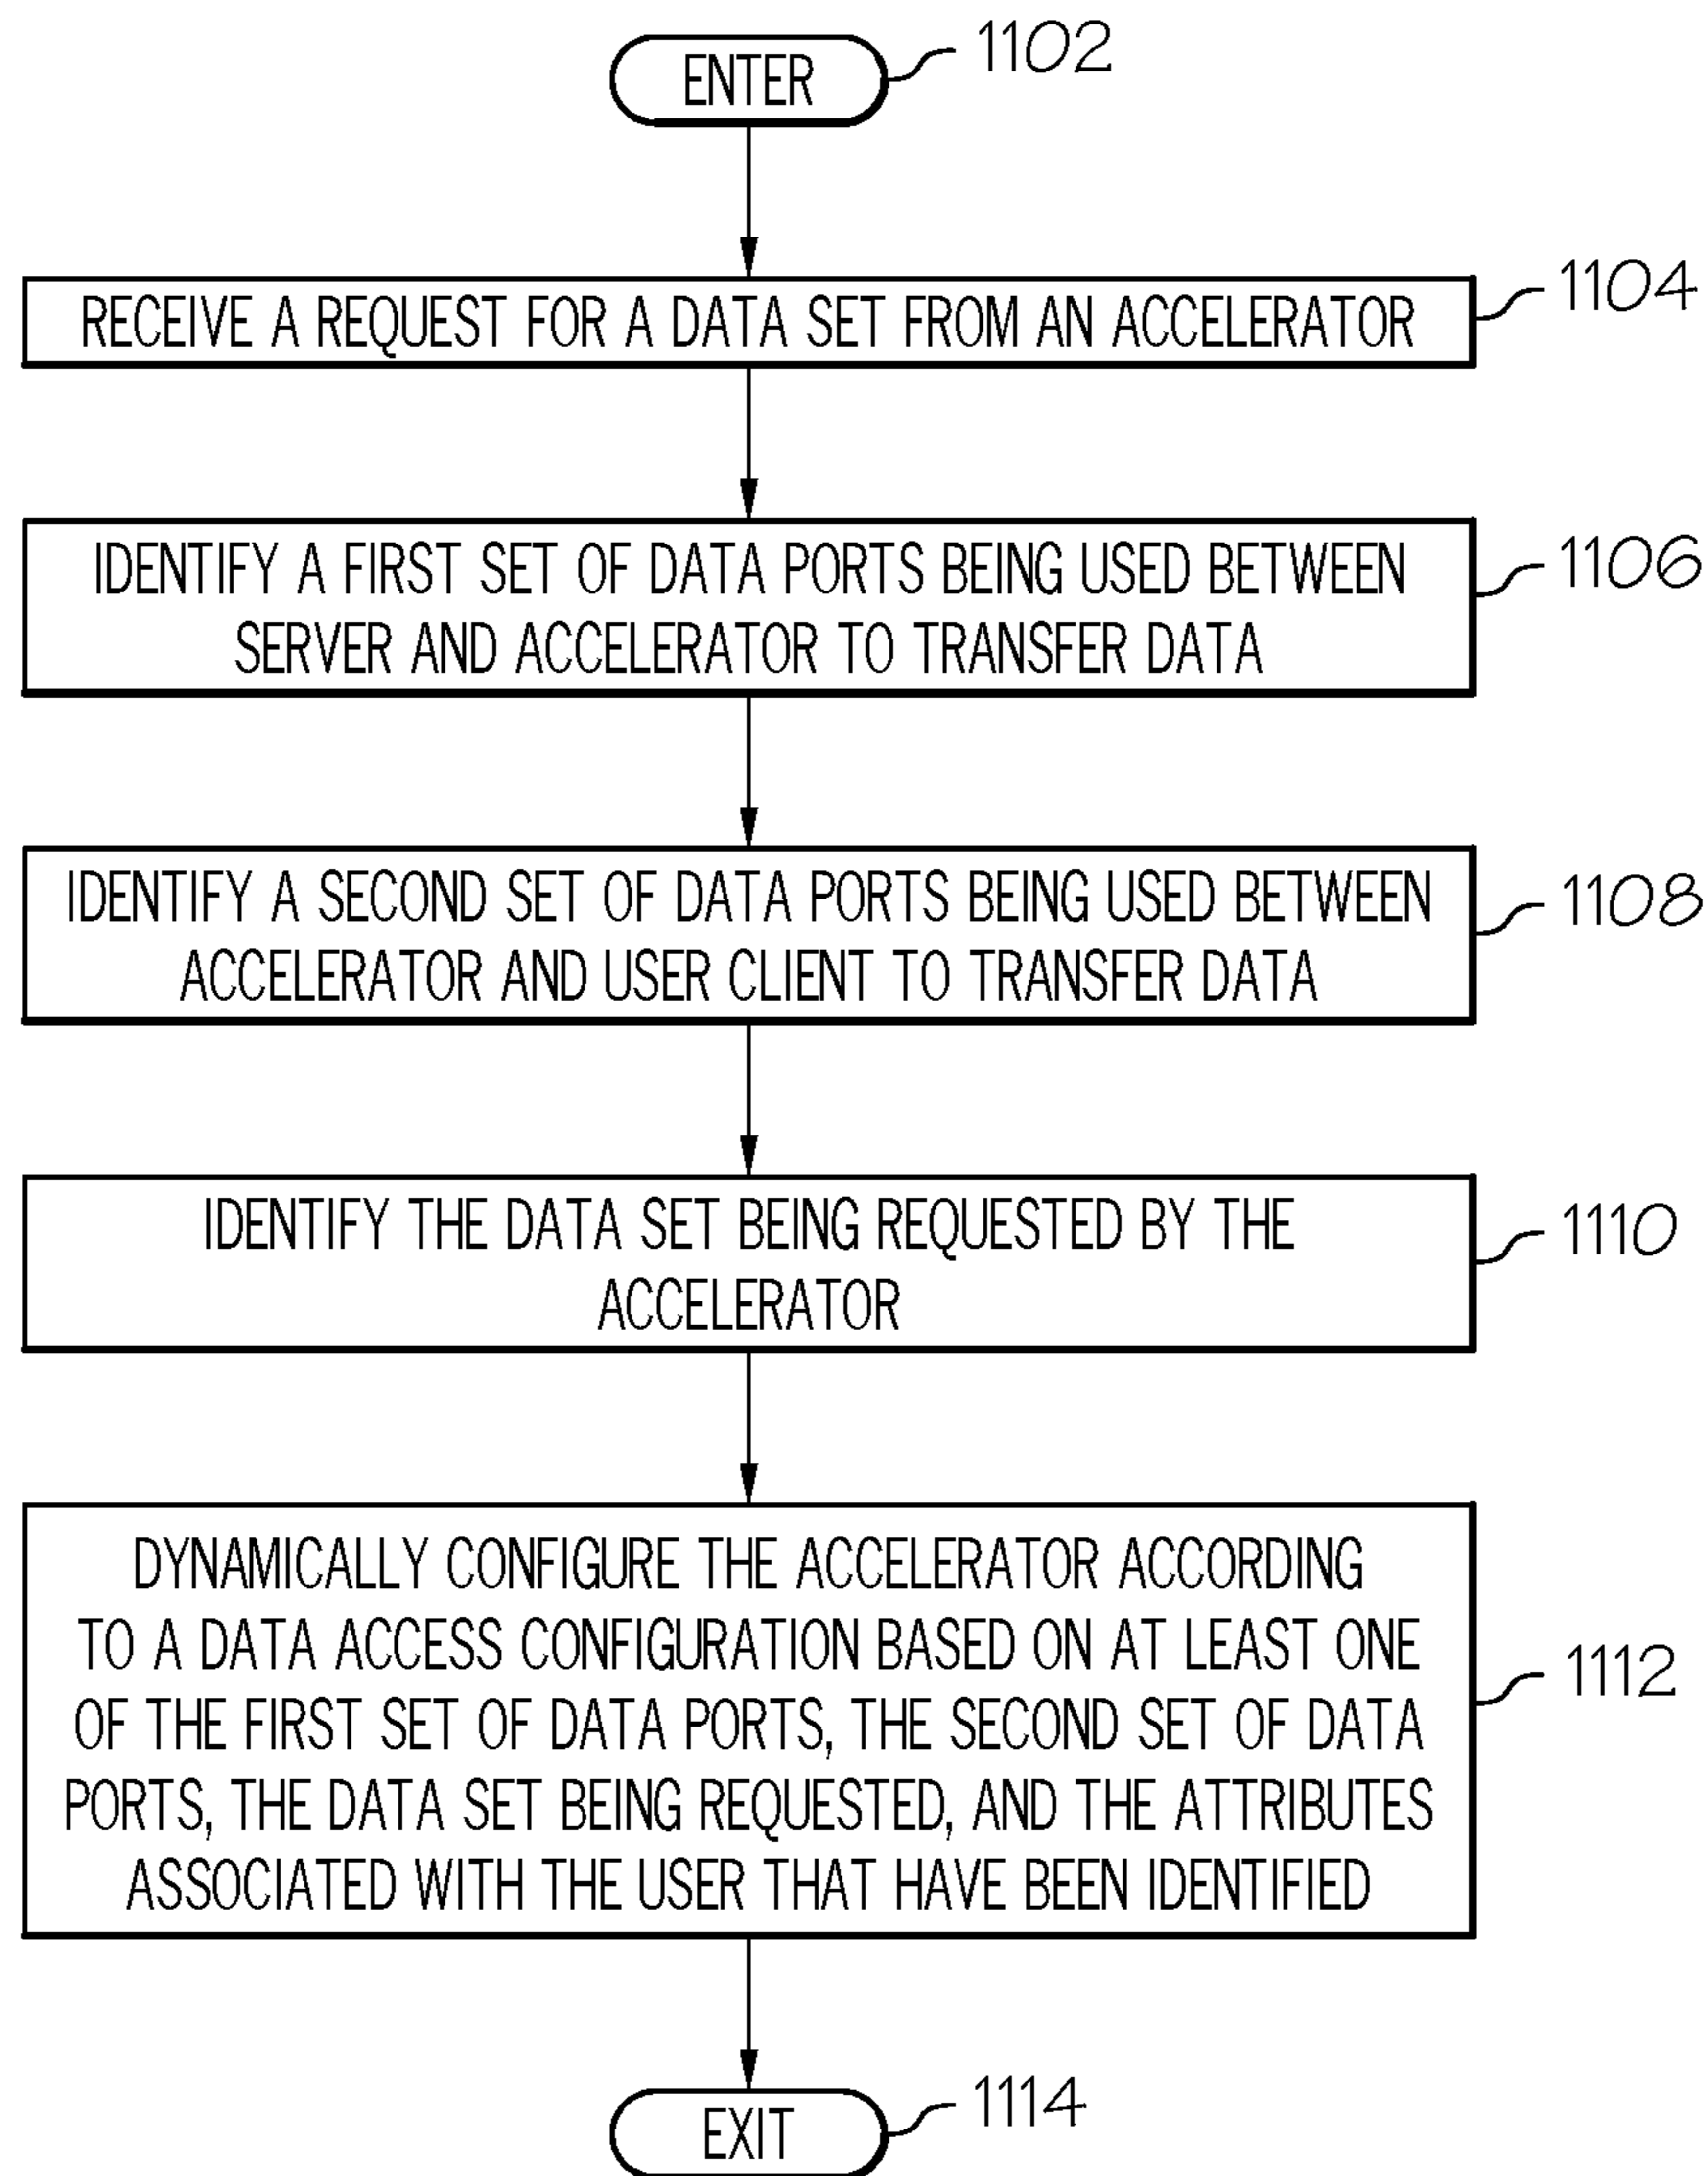 ENTER
1102
RECEIVE A REQUEST FOR A DATA SET FROM AN ACCELERATOR
1104
IDENTIFY A FIRST SET OF DATA PORTS BEING USED BETWEEN
SERVER AND ACCELERATOR TO TRANSFER DATA
1106
IDENTIFY A SECOND SET OF DATA PORTS BEING USED BETWEEN
ACCELERATOR AND USER CLIENT TO TRANSFER DATA
1108
IDENTIFY THE DATA SET BEING REQUESTED BY THE
ACCELERATOR
1110
DYNAMICALLY CONFIGURE THE ACCELERATOR ACCORDING
TO A DATA ACCESS CONFIGURATION BASED ON AT LEAST ONE
OF THE FIRST SET OF DATA PORTS, THE SECOND SET OF DATA
PORTS, THE DATA SET BEING REQUESTED, AND THE ATTRIBUTES
ASSOCIATED WITH THE USER THAT HAVE BEEN IDENTIFIED
1112
EXIT
1114